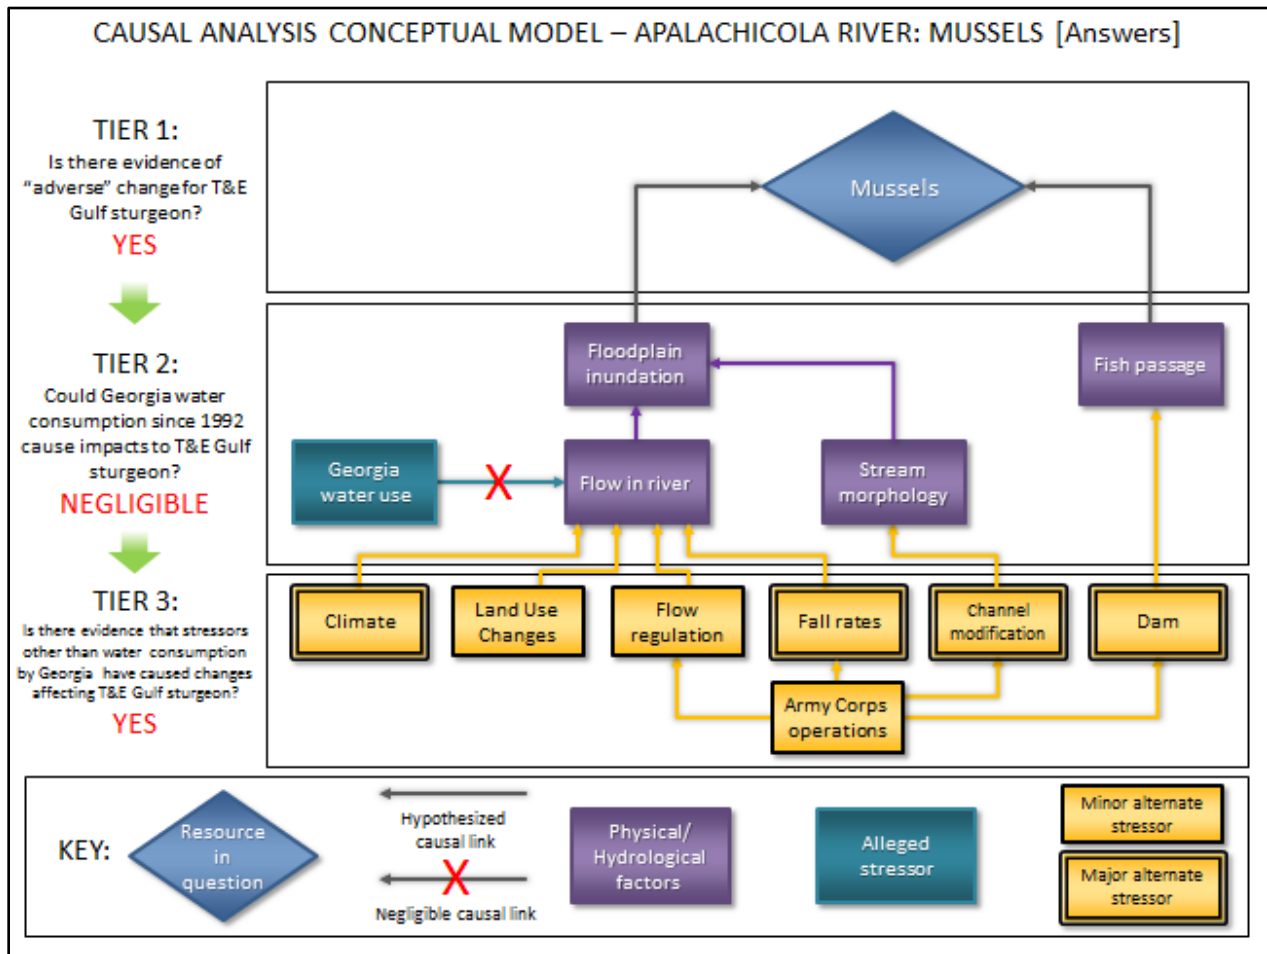 CAUSAL ANALYSIS CONCEPTUAL MODEL – APALACHICOLA RIVER: MUSSELS [Answers]
TIER 1:
Is there evidence of
“adverse” change for T&E
Gulf sturgeon?
YES
Mussels
TIER 2:
Could Georgia water
consumption since 1992
cause impacts to T&E Gulf
sturgeon?
NEGLIGIBLE
Floodplain
inundation
Fish passage
Georgia
water use
X
Flow in river
Stream
morphology
TIER 3:
Is there evidence that stressors
other than water consumption
by Georgia have caused changes
affecting T&E Gulf sturgeon?
YES
Climate
Land Use
Changes
Flow
regulation
Fall rates
Channel
modification
Dam
Army Corps
operations
KEY:
Resource
in
question
Hypothesized
causal link
X
Negligible causal link
Physical/
Hydrological
factors
Alleged
stressor
Minor alternate
stressor
Major alternate
stressor